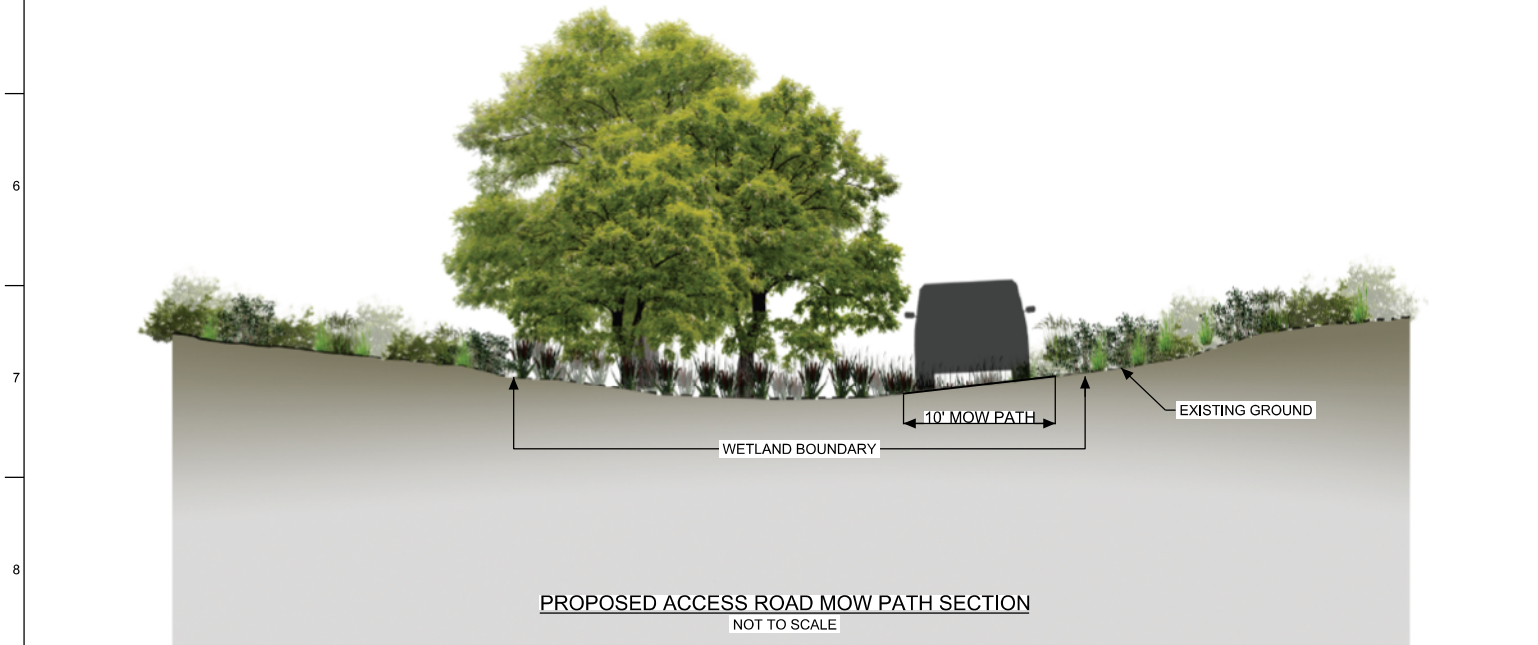 6
7
10' MOW PATH
EXISTING GROUND
WETLAND BOUNDARY
8
PROPOSED ACCESS ROAD MOW PATH SECTION
NOT TO SCALE